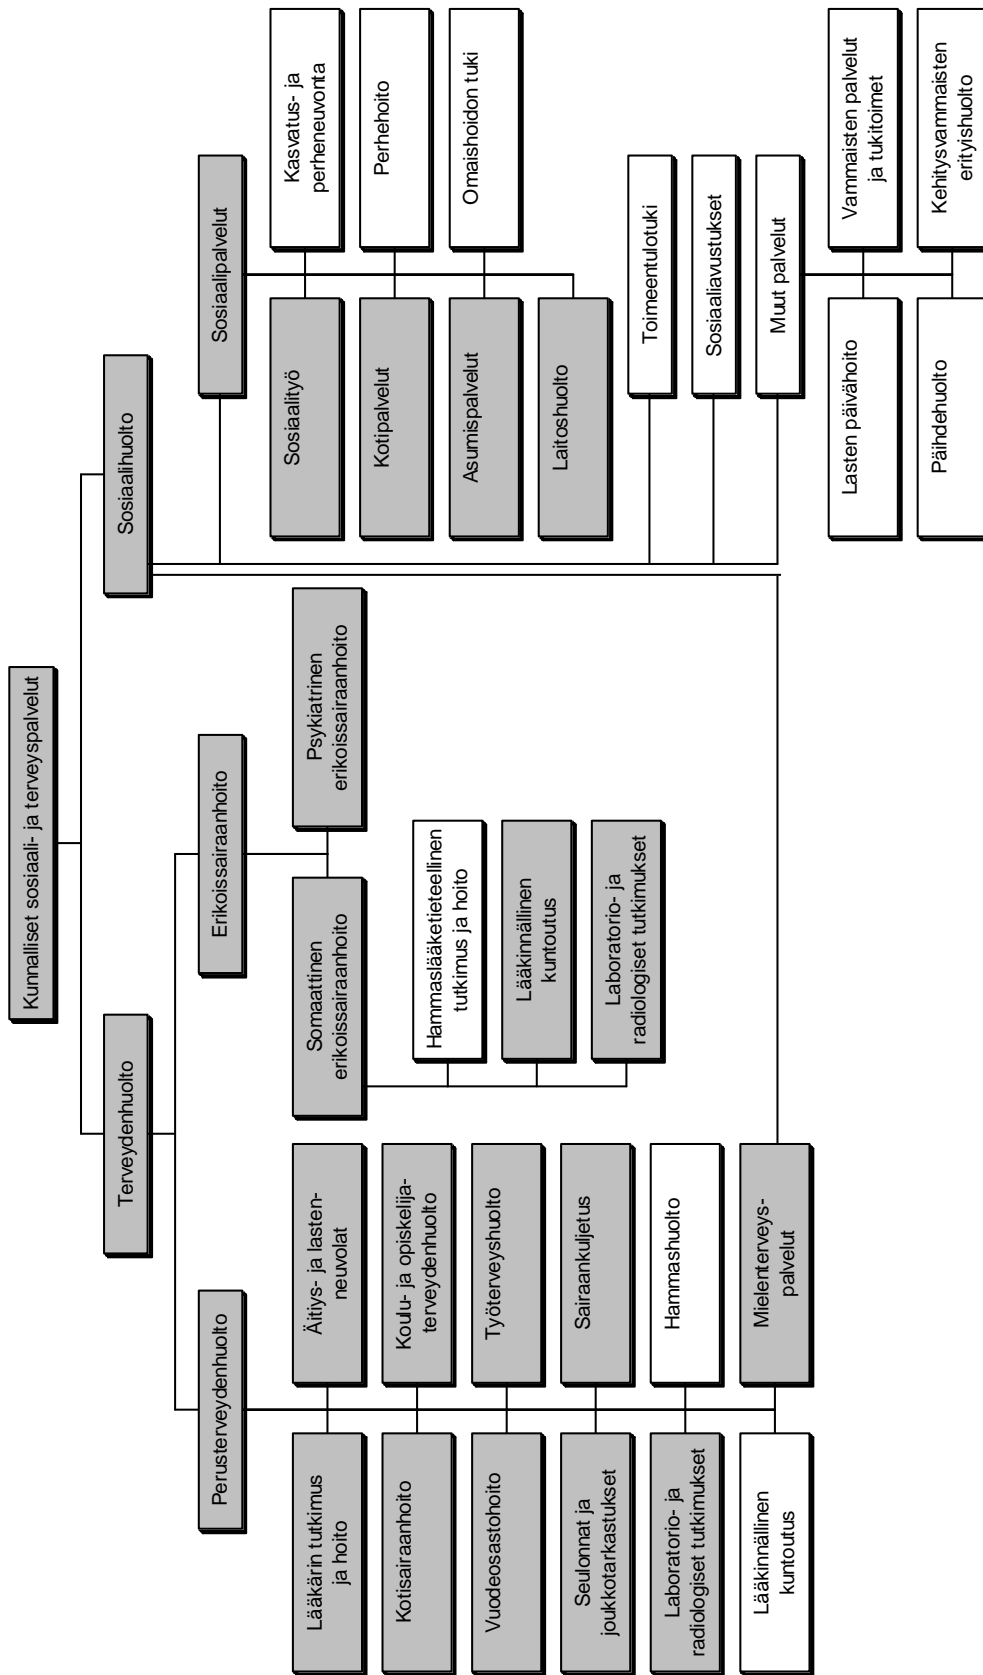 Kunnalliset sosiaali- ja terveyspalvelut
Terveydenhuolto
Sosiaalihuolto
Perusterveydenhuolto
Erikoissairaanhoito
Sosiaalipalvelut
Lääkärin tutkimus
ja hoito
Äitiys- ja lasten-
neuvolat
Kotisairaanhoito
Koulu- ja opiskelija-
terveydenhuolto
Vuodeosastohoito
Työterveyshuolto
Seulonnat ja
joukkotarkastukset
Sairaankuljetus
Laboratorio- ja
radiologiset tutkimukset
Hammashuolto
Lääkinnällinen
kuntoutus
Mielenterveys-
palvelut
Somaattinen
erikoissairaanhoito
Psykiatrinen
erikoissairaanhoito
Hammaslääketieteellinen
tutkimus ja hoito
Lääkinnällinen
kuntoutus
Laboratorio- ja
radiologiset tutkimukset
Sosiaalityö
Kasvatus- ja
perheneuvonta
Kotipalvelut
Perhehoito
Asumispalvelut
Omaishoidon tuki
Laitoshuolto
Toimeentulotuki
Sosiaaliavustukset
Muut palvelut
Lasten päivähoito
Vammaisten palvelut
ja tukitoimet
Päihdehuolto
Kehitysvammaisten
erityishuolto